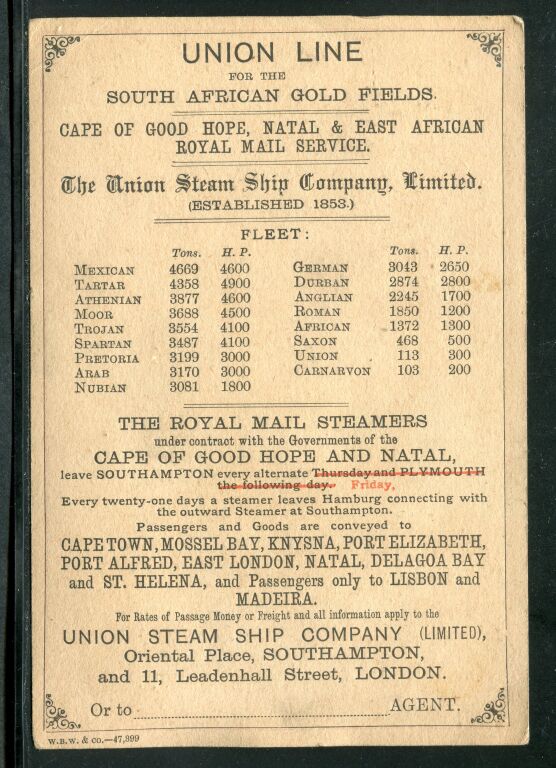 UNION LINE
FOR THE
SOUTH AFRICAN GOLD FIELDS.
CAPE OF GOOD HOPE, NATAL & EAST AFRICAN
ROYAL MAIL SERVICE.
The Union Steam Ship Company, Limited.
(ESTABLISHED 1853.)
FLEET:
Tons. H. P. Tons. H. P.
MEXICAN 4669 4600 GERMAN 3043 2650
TARTAR 4358 4900 DURBAN 2874 2800
ATHENIAN 3877 4600 ANGLIAN 2245 1700
MOOR 3688 4500 ROMAN 1850 1200
TROJAN 3554 4100 AFRICAN 1372 1300
SPARTAN 3487 4100 SAXON 468 500
PRETORIA 3199 3000 UNION 113 300
ARAB 3170 3000 CARNARVON 103 200
NUBIAN 3081 1800
THE ROYAL MAIL STEAMERS
under contract with the Governments of the
CAPE OF GOOD HOPE AND NATAL,
leave SOUTHAMPTON every alternate Thursday and PLYMOUTH
the following day. Friday,
Every twenty-one days a steamer leaves Hamburg connecting with
the outward Steamer at Southampton.
Passengers and Goods are conveyed to
CAPE TOWN, MOSSEL BAY, KNYSNA, PORT ELIZABETH,
PORT ALFRED, EAST LONDON, NATAL, DELAGOA BAY
and ST. HELENA, and Passengers only to LISBON and
MADEIRA.
For Rates of Passage Money or Freight and all information apply to the
UNION STEAM SHIP COMPANY (LIMITED),
Oriental Place, SOUTHAMPTON,
and 11, Leadenhall Street, LONDON.
Or to AGENT.
W.B.W. & CO.—47,399